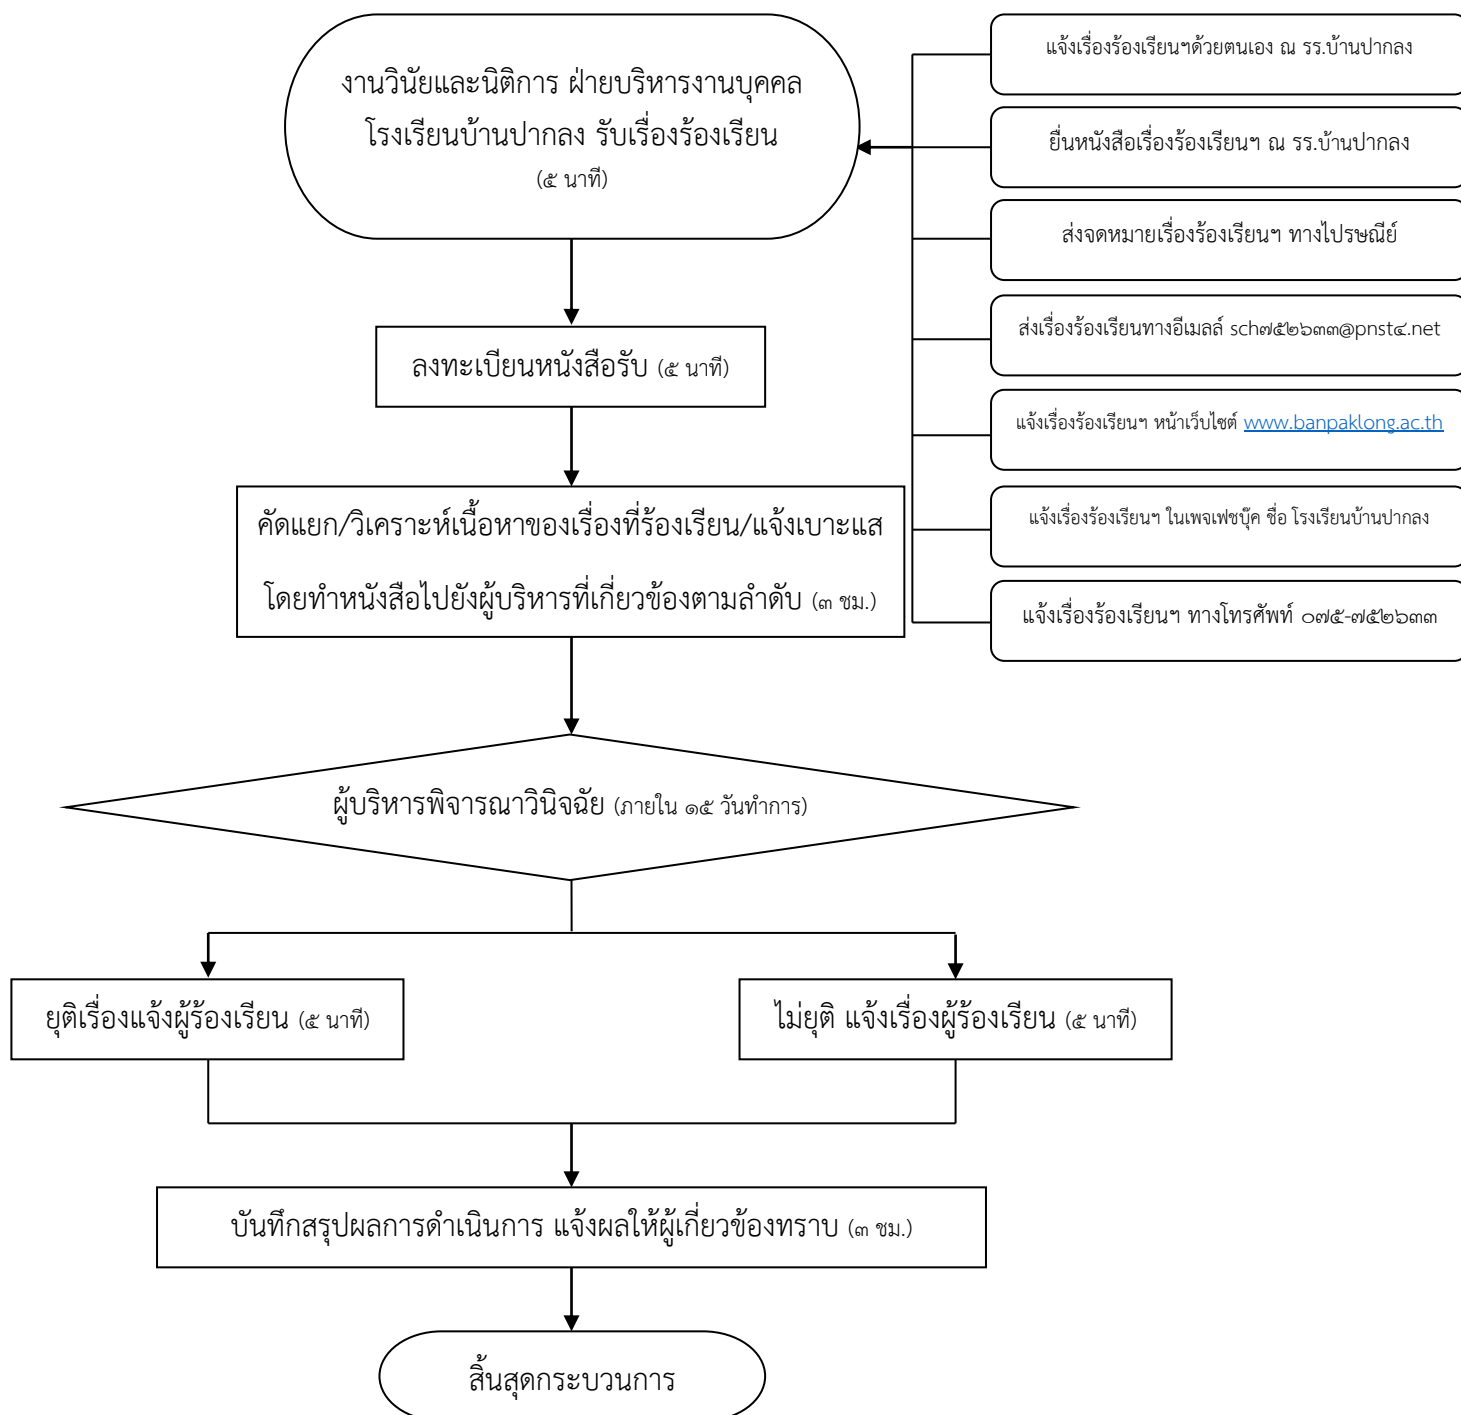 งานวินัยและนิติการ ฝ่ายบริหารงานบุคคล
โรงเรียนบ้านปากลง รับเรื่องร้องเรียน
(๕ นาที)
แจ้งเรื่องร้องเรียนฯด้วยตนเอง ณ รร.บ้านปากลง
ยื่นหนังสือเรื่องร้องเรียนฯ ณ รร.บ้านปากลง
ส่งจดหมายเรื่องร้องเรียนฯ ทางไปรษณีย์
ส่งเรื่องร้องเรียนทางอีเมลล์ sch๗๕๒๖๓๓@pnst๔.net
แจ้งเรื่องร้องเรียนฯ หน้าเว็บไซต์ www.banpaklong.ac.th
แจ้งเรื่องร้องเรียนฯ ในเพจเฟซบุ๊ค ชื่อ โรงเรียนบ้านปากลง
แจ้งเรื่องร้องเรียนฯ ทางโทรศัพท์ ๐๗๕-๗๕๒๖๓๓
ลงทะเบียนหนังสือรับ (๕ นาที)
คัดแยก/วิเคราะห์เนื้อหาของเรื่องที่ร้องเรียน/แจ้งเบาะแส
โดยทำหนังสือไปยังผู้บริหารที่เกี่ยวข้องตามลำดับ (๓ ชม.)
ผู้บริหารพิจารณาวินิจฉัย (ภายใน ๑๕ วันทำการ)
ยุติเรื่องแจ้งผู้ร้องเรียน (๕ นาที)
ไม่ยุติ แจ้งเรื่องผู้ร้องเรียน (๕ นาที)
บันทึกสรุปผลการดำเนินการ แจ้งผลให้ผู้เกี่ยวข้องทราบ (๓ ชม.)
สิ้นสุดกระบวนการ